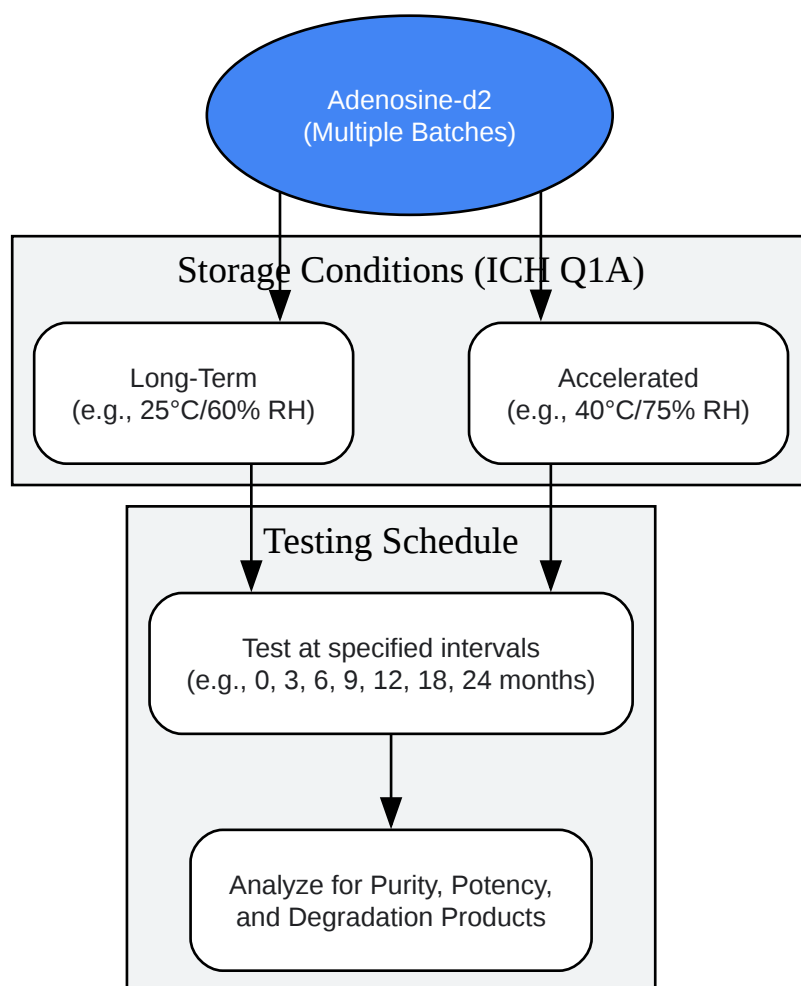 Adenosine-d2
(Multiple Batches)
Storage Conditions (ICH Q1A)
Long-Term
(e.g., 25°C/60% RH)
Accelerated
(e.g., 40°C/75% RH)
Testing Schedule
Test at specified intervals
(e.g., 0, 3, 6, 9, 12, 18, 24 months)
Analyze for Purity, Potency,
and Degradation Products